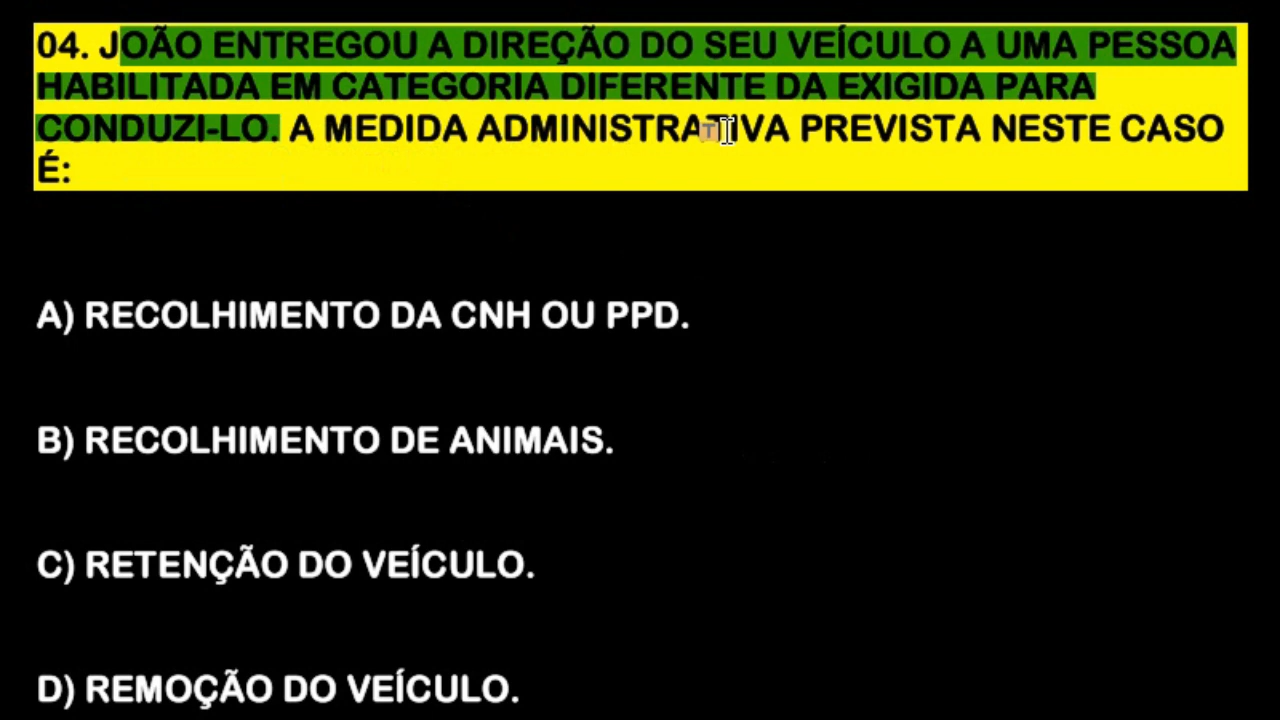 04. JOÃO ENTREGOU A DIREÇÃO DO SEU VEÍCULO A UMA PESSOA
HABILITADA EM CATEGORIA DIFERENTE DA EXIGIDA PARA
CONDUZI-LO. A MEDIDA ADMINISTRATIVA PREVISTA NESTE CASO
É:
A) RECOLHIMENTO DA CNH OU PPD.
B) RECOLHIMENTO DE ANIMAIS.
C) RETENÇÃO DO VEÍCULO.
D) REMOÇÃO DO VEÍCULO.